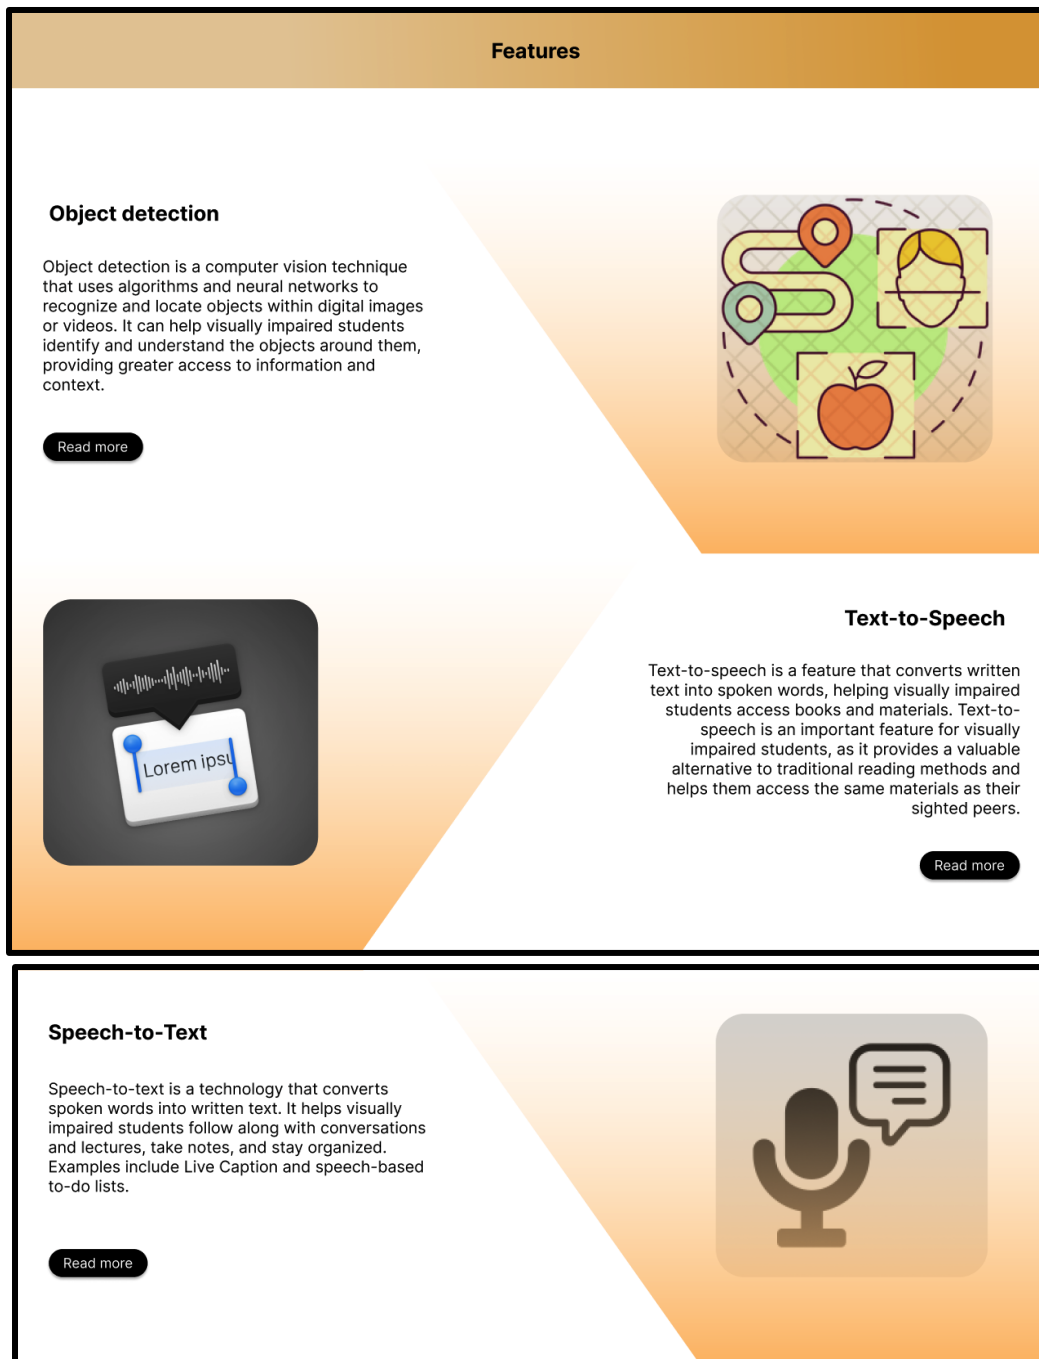 Features
Object detection
Object detection is a computer vision technique
that uses algorithms and neural networks to
recognize and locate objects within digital images
or videos. It can help visually impaired students
identify and understand the objects around them,
providing greater access to information and
context.
Read more
Lorem ipsu
Text-to-Speech
Text-to-speech is a feature that converts written
text into spoken words, helping visually impaired
students access books and materials. Text-to-
speech is an important feature for visually
impaired students, as it provides a valuable
alternative to traditional reading methods and
helps them access the same materials as their
sighted peers.
Read more
Speech-to-Text
Speech-to-text is a technology that converts
spoken words into written text. It helps visually
impaired students follow along with conversations
and lectures, take notes, and stay organized.
Examples include Live Caption and speech-based
to-do lists.
Read more